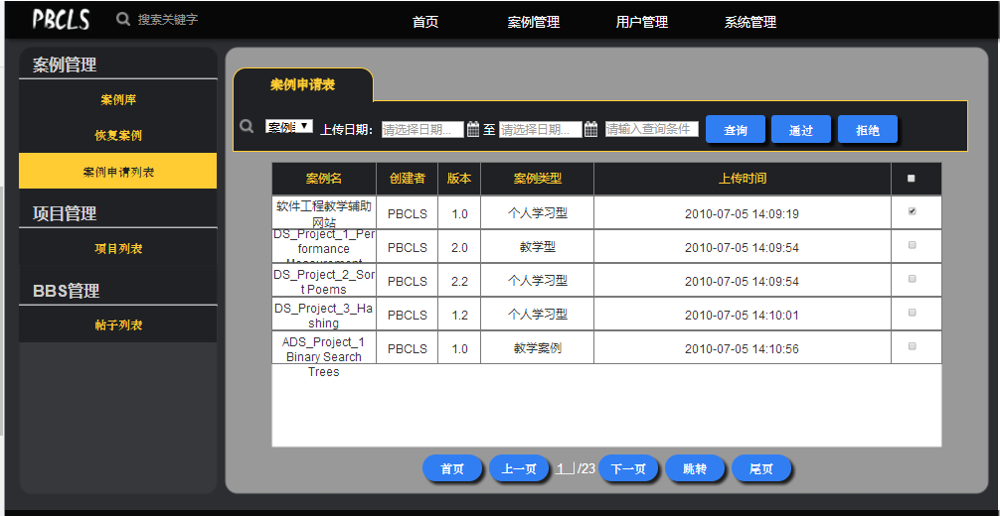 PBCLS 搜索关键字 首页 案例管理 用户管理 系统管理
案例管理
案例库
恢复案例
案例申请列表
项目管理
项目列表
BBS管理
帖子列表
案例申请表
案例 上传日期： 请选择日期... 至 请选择日期... 请输入查询条件 查询 通过 拒绝
案例名 创建者 版本 案例类型 上传时间
软件工程教学辅助
网站 PBCLS 1.0 个人学习型 2010-07-05 14:09:19
DS_Project_1_Per
formance
Measurement PBCLS 2.0 教学型 2010-07-05 14:09:54
DS_Project_2_Sor
t Poems PBCLS 2.2 个人学习型 2010-07-05 14:09:54
DS_Project_3_Ha
shing PBCLS 1.2 个人学习型 2010-07-05 14:10:01
ADS_Project_1
Binary Search
Trees PBCLS 1.0 教学案例 2010-07-05 14:10:56
首页 上一页 1 /23 下一页 跳转 尾页